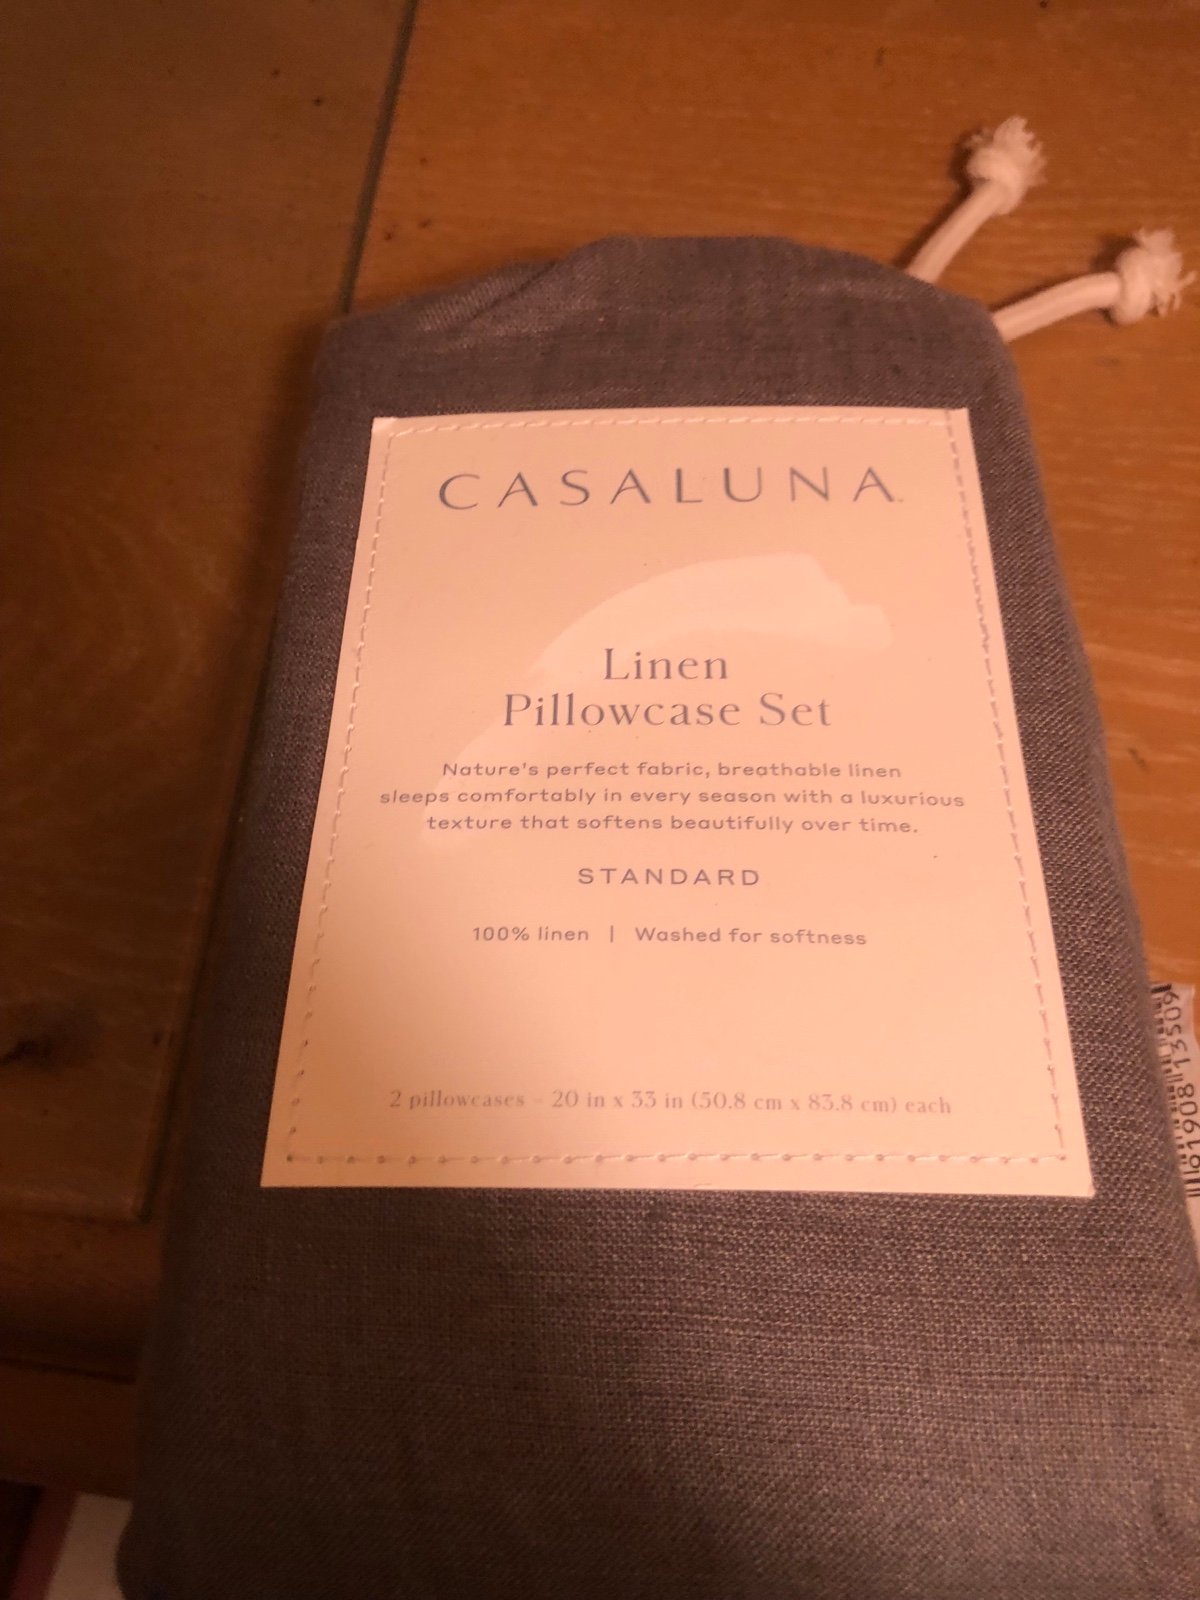 CASALUNA
Linen
Pillowcase Set
Nature's perfect fabric, breathable linen
sleeps comfortably in every season with a luxurious
texture that softens beautifully over time.
STANDARD
100% linen | Washed for softness
2 pillowcases - 20 in x 33 in (50.8 cm x 83.8 cm) each